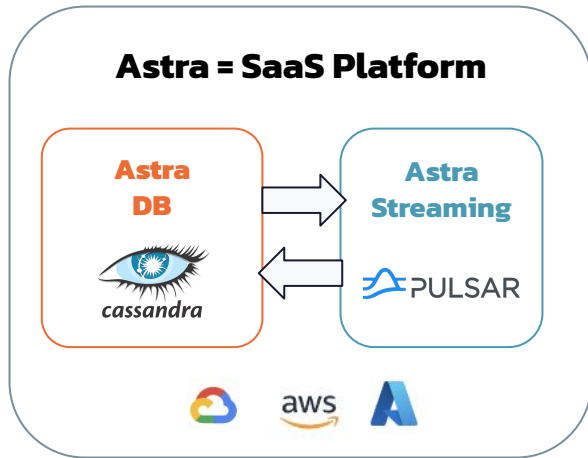 Astra = SaaS Platform
Astra
DB
cassandra
Astra
Streaming
PULSAR
aws